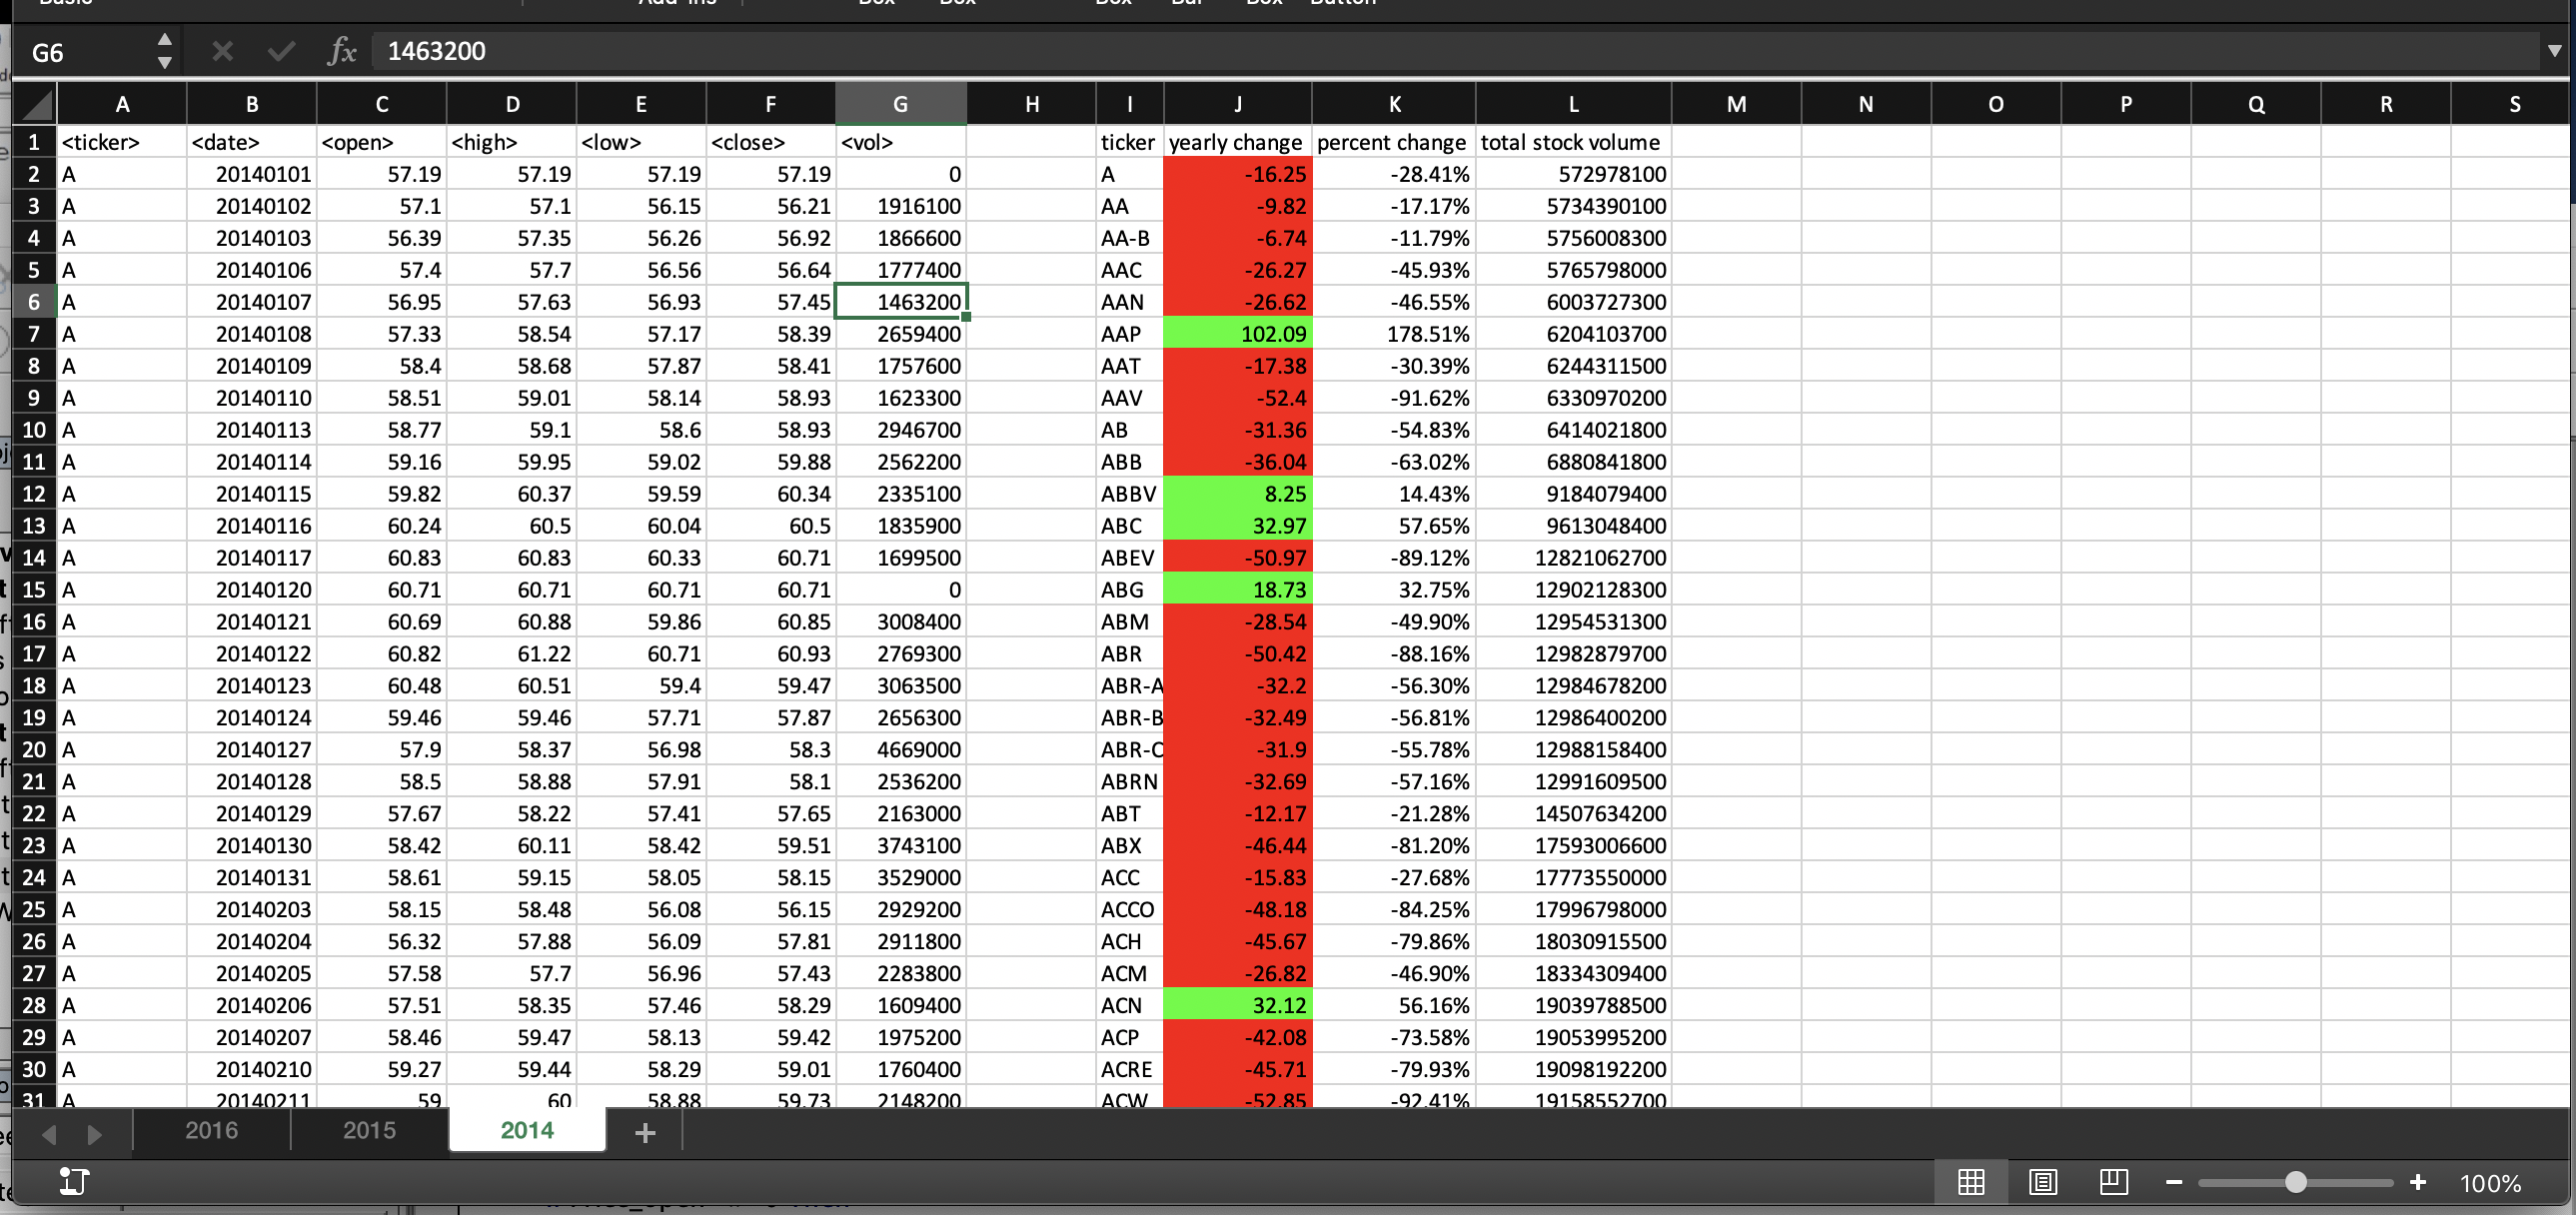 Basic Add-ins Box Box Box Bar Box Button
G6 fx 1463200
A B C D E F G H I J K L M N O P Q R S
1 <ticker> <date> <open> <high> <low> <close> <vol> ticker yearly change percent change total stock volume
2 A 20140101 57.19 57.19 57.19 57.19 0 A -16.25 -28.41% 572978100
3 A 20140102 57.1 57.1 56.15 56.21 1916100 AA -9.82 -17.17% 5734390100
4 A 20140103 56.39 57.35 56.26 56.92 1866600 AA-B -6.74 -11.79% 5756008300
5 A 20140106 57.4 57.7 56.56 56.64 1777400 AAC -26.27 -45.93% 5765798000
6 A 20140107 56.95 57.63 56.93 57.45 1463200 AAN -26.62 -46.55% 6003727300
7 A 20140108 57.33 58.54 57.17 58.39 2659400 AAP 102.09 178.51% 6204103700
8 A 20140109 58.4 58.68 57.87 58.41 1757600 AAT -17.38 -30.39% 6244311500
9 A 20140110 58.51 59.01 58.14 58.93 1623300 AAV -52.4 -91.62% 6330970200
10 A 20140113 58.77 59.1 58.6 58.93 2946700 AB -31.36 -54.83% 6414021800
11 A 20140114 59.16 59.95 59.02 59.88 2562200 ABB -36.04 -63.02% 6880841800
12 A 20140115 59.82 60.37 59.59 60.34 2335100 ABBV 8.25 14.43% 9184079400
13 A 20140116 60.24 60.5 60.04 60.5 1835900 ABC 32.97 57.65% 9613048400
14 A 20140117 60.83 60.83 60.33 60.71 1699500 ABEV -50.97 -89.12% 12821062700
15 A 20140120 60.71 60.71 60.71 60.71 0 ABG 18.73 32.75% 12902128300
16 A 20140121 60.69 60.88 59.86 60.85 3008400 ABM -28.54 -49.90% 12954531300
17 A 20140122 60.82 61.22 60.71 60.93 2769300 ABR -50.42 -88.16% 12982879700
18 A 20140123 60.48 60.51 59.4 59.47 3063500 ABR-A -32.2 -56.30% 12984678200
19 A 20140124 59.46 59.46 57.71 57.87 2656300 ABR-B -32.49 -56.81% 12986400200
20 A 20140127 57.9 58.37 56.98 58.3 4669000 ABR-C -31.9 -55.78% 12988158400
21 A 20140128 58.5 58.88 57.91 58.1 2536200 ABRN -32.69 -57.16% 12991609500
22 A 20140129 57.67 58.22 57.41 57.65 2163000 ABT -12.17 -21.28% 14507634200
23 A 20140130 58.42 60.11 58.42 59.51 3743100 ABX -46.44 -81.20% 17593006600
24 A 20140131 58.61 59.15 58.05 58.15 3529000 ACC -15.83 -27.68% 17773550000
25 A 20140203 58.15 58.48 56.08 56.15 2929200 ACCO -48.18 -84.25% 17996798000
26 A 20140204 56.32 57.88 56.09 57.81 2911800 ACH -45.67 -79.86% 18030915500
27 A 20140205 57.58 57.7 56.96 57.43 2283800 ACM -26.82 -46.90% 18334309400
28 A 20140206 57.51 58.35 57.46 58.29 1609400 ACN 32.12 56.16% 19039788500
29 A 20140207 58.46 59.47 58.13 59.42 1975200 ACP -42.08 -73.58% 19053995200
30 A 20140210 59.27 59.44 58.29 59.01 1760400 ACRE -45.71 -79.93% 19098192200
31 A 20140211 59 60 58.88 59.73 2148200 ACW -52.85 -92.41% 19158552700
2016 2015 2014 +
100%